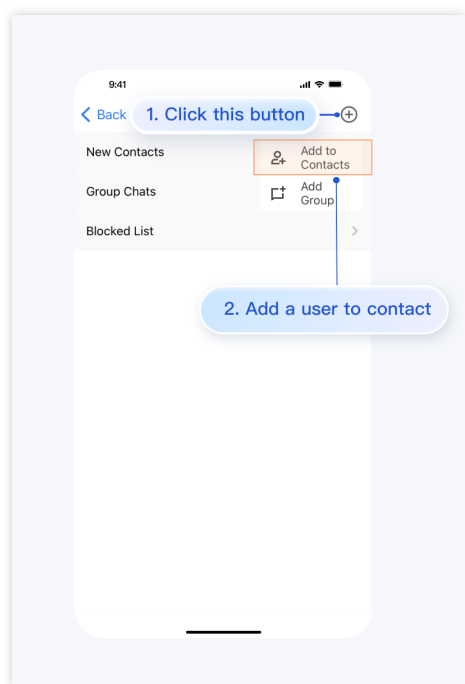 9:41
Back
1. Click this button
New Contacts
Add to
Contacts
Group Chats
Add
Group
Blocked List
2. Add a user to contact